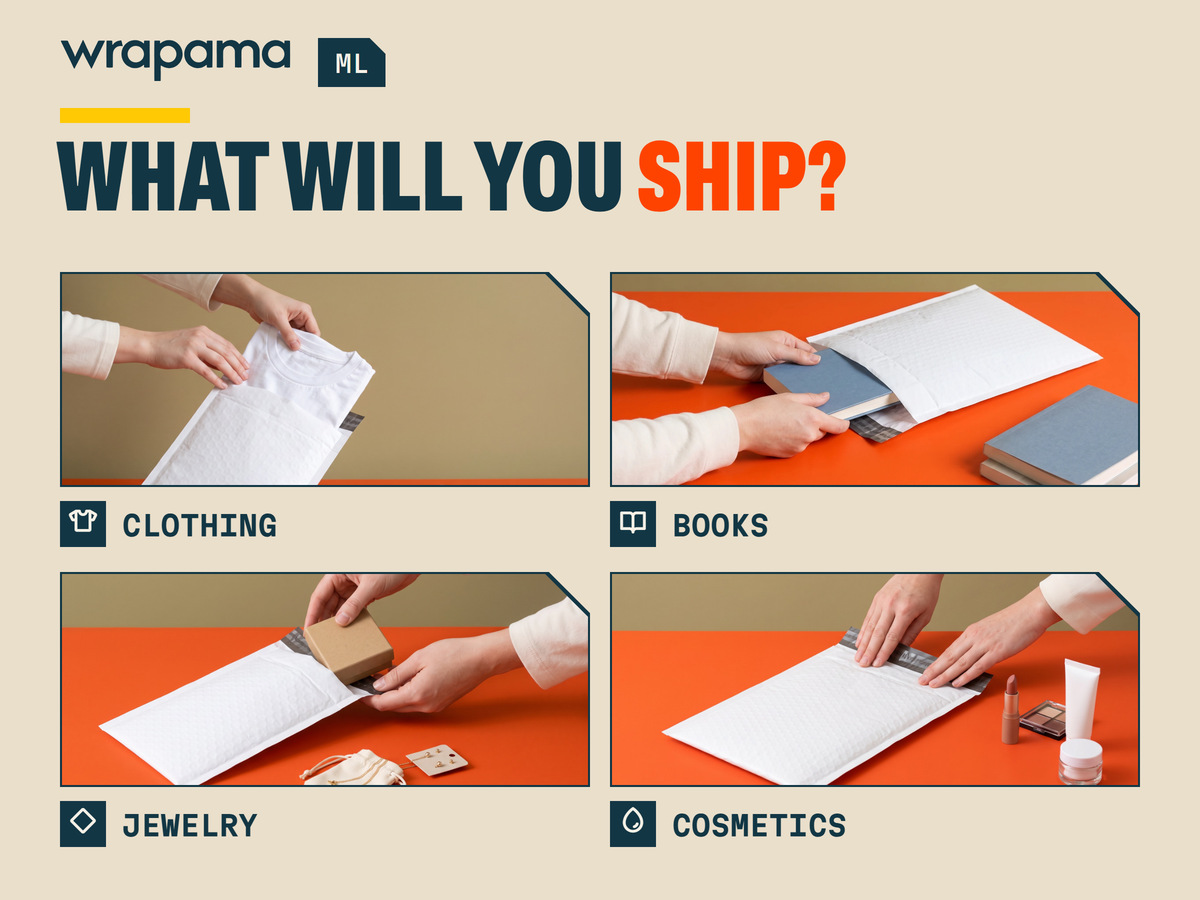 wrapama ML
WHAT WILL YOU SHIP?
CLOTHING
BOOKS
JEWELRY
COSMETICS